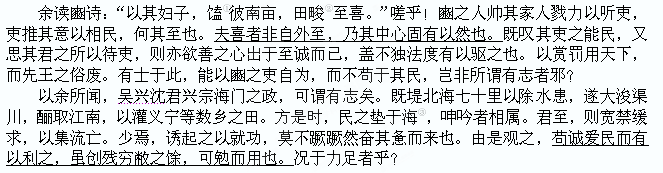 余读豳诗：“以其妇子，馌彼南亩，田畯至喜。”嗟乎！豳之人帅其家人戮力以听吏，
吏推其意以相民，何其至也。夫喜者非自外至，乃其中心固有以然也。既叹其吏之能民，又
思其君之所以待吏，则亦欲善之心出于至诚而已，盖不独法度有以驱之也。以赏罚用天下，
而先王之俗废。有士于此，能以豳之吏自为，而不苟于其民，岂非所谓有志者邪？
以余所闻，吴兴沈君兴宗海门之政，可谓有志矣。既堤北海七十里以除水患，遂大浚渠
川，酾取江南，以灌义宁等数乡之田。方是时，民之垫于海，呻吟者相属。君至，则宽禁缓
求，以集流亡。少焉，诱起之以就功，莫不蹶蹶然奋其惫而来也。由是观之，苟诚爱民而有
以利之，虽创残穷敝之馀，可勉而用也。况于力足者乎？